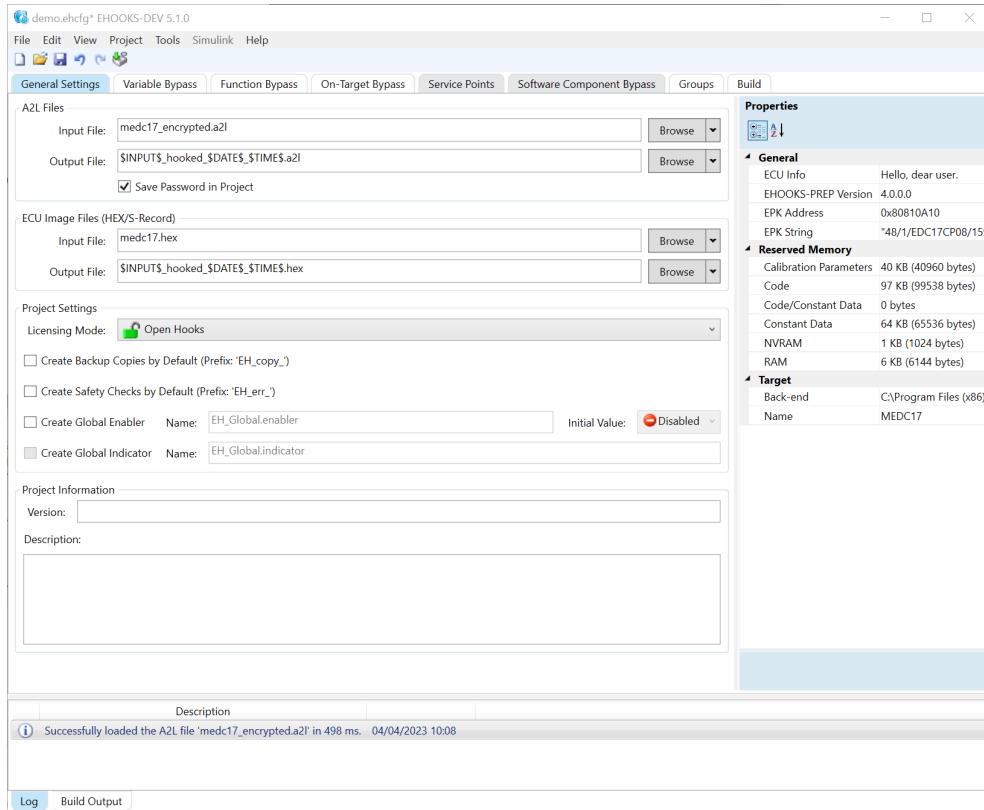 demo.ehcfg* EHOOKS-DEV 5.1.0
File Edit View Project Tools Simulink Help
General Settings Variable Bypass Function Bypass On-Target Bypass Service Points Software Component Bypass Groups Build
A2L Files
Input File: medc17_encrypted.a2l Browse
Output File: $INPUT$_hooked_$DATE$_$TIME$.a2l Browse
Save Password in Project
ECU Image Files (HEX/S-Record)
Input File: medc17.hex Browse
Output File: $INPUT$_hooked_$DATE$_$TIME$.hex Browse
Project Settings
Licensing Mode: Open Hooks
Create Backup Copies by Default (Prefix: 'EH_copy_')
Create Safety Checks by Default (Prefix: 'EH_err_')
Create Global Enabler Name: EH_Global.enabler Initial Value: Disabled
Create Global Indicator Name: EH_Global.indicator
Project Information
Version:
Description:
Properties
General
ECU Info Hello, dear user.
EHOOKS-PREP Version 4.0.0.0
EPK Address 0x80810A10
EPK String "48/1/EDC17CP08/15
Reserved Memory
Calibration Parameters 40 KB (40960 bytes)
Code 97 KB (99538 bytes)
Code/Constant Data 0 bytes
Constant Data 64 KB (65536 bytes)
NVRAM 1 KB (1024 bytes)
RAM 6 KB (6144 bytes)
Target
Back-end C:\Program Files (x86)
Name MEDC17
Description
Successfully loaded the A2L file 'medc17_encrypted.a2l' in 498 ms. 04/04/2023 10:08
Log Build Output